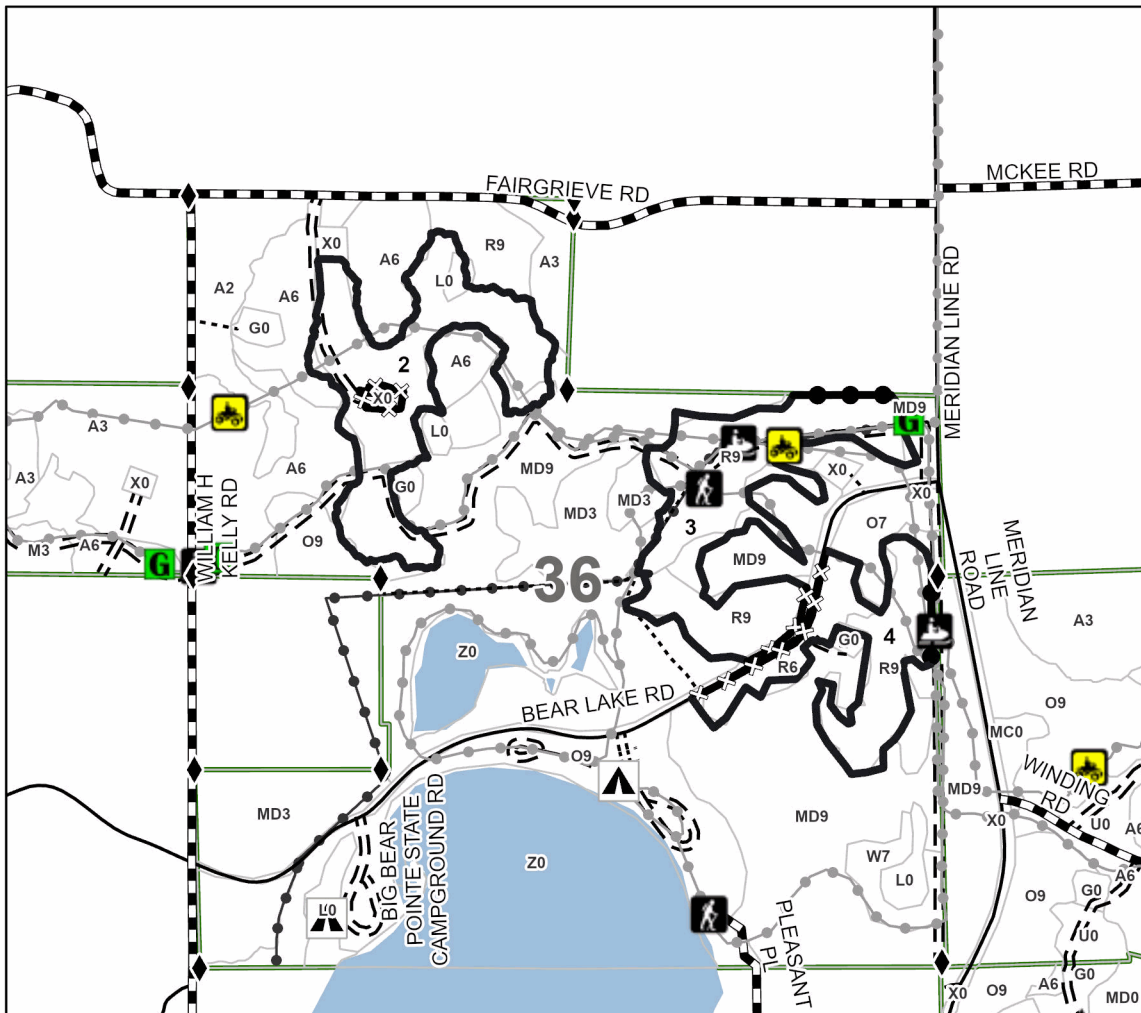 MCKEE RD
FAIRGRIEVE RD
X0
A6
R9
A3
L0
A2
A6
G0
MERIDIAN LINE RD
2
A6
X0
MD9
G
A3
L0
R9
A3
X0
A6
MD9
X0
G0
MD3
MD3
X0
3
O7
M3
A6
O9
G
WILLIAM H
KELLY RD
MERIDIAN
LINE
ROAD
36
MD9
R9
A3
4
G0
Z0
R6
R9
BEAR LAKE RD
O9
MC0
O9
WINDING
RD
MD9
MD3
MD9
X0
U0
A6
BIG BEAR
POINTE STATE
CAMPGROUND RD
Z0
W7
L0
A6
G0
O9
L0
PLEASANT
PL
U0
G0
X0
O9
A6
MD0